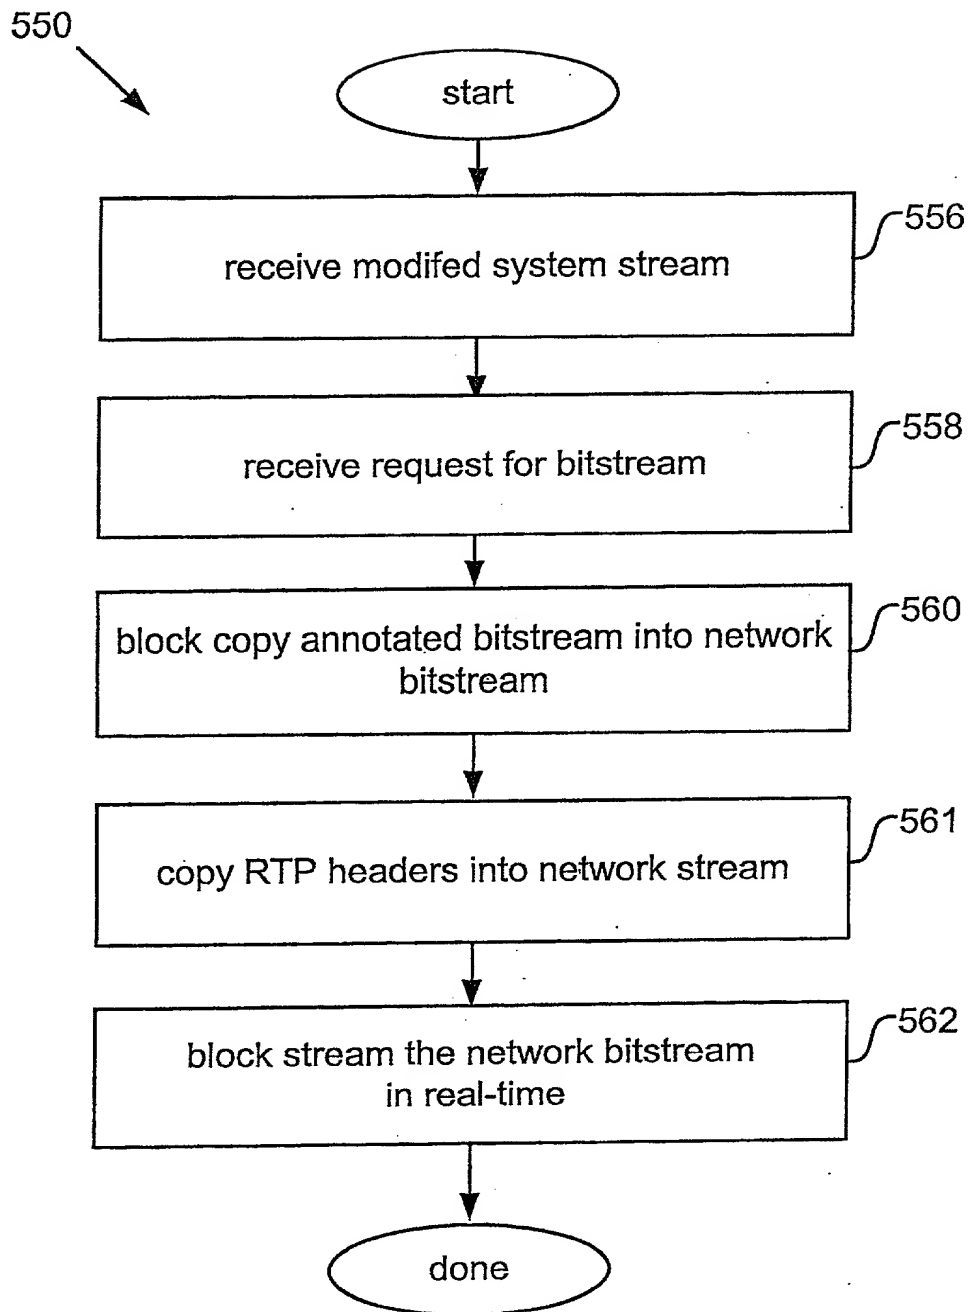 550
start
receive modifed system stream
556
receive request for bitstream
558
block copy annotated bitstream into network
bitstream
560
copy RTP headers into network stream
561
block stream the network bitstream
in real-time
562
done